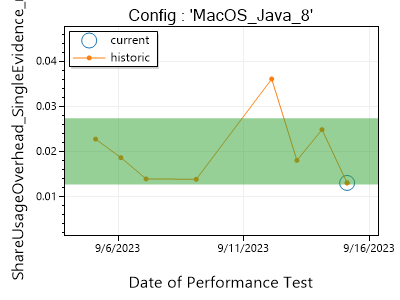 Config : 'MacOS_Java_8'
current
historic
0.04
0.03
0.02
0.01
ShareUsageOverhead_SingleEvidence_
9/6/2023
9/11/2023
9/16/2023
Date of Performance Test